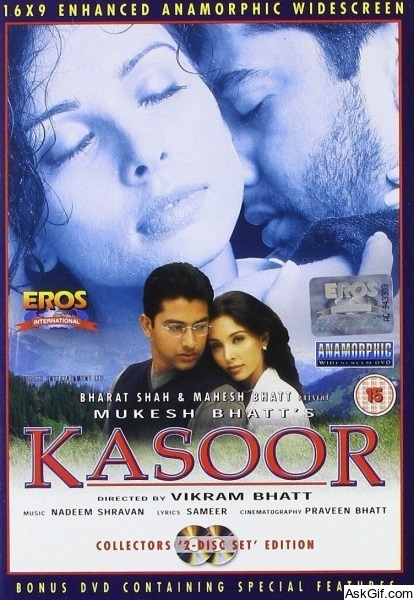 16X9 ENHANCED ANAMORPHIC WIDESCREEN
EROS
INTERNATIONAL
EROS
AC 943303
ANAMORPHIC
WIDESCREEN DVD
15
BHARAT SHAH & MAHESH BHATT PRESENT
MUKESH BHATT'S
KASOOR
DIRECTED BY VIKRAM BHATT
MUSIC NADEEM SHRAVAN LYRICS SAMEER CINEMATOGRAPHY PRAVEEN BHATT
COLLECTORS '2-DISC SET' EDITION
BONUS DVD CONTAINING SPECIAL FEATURES
AskGif.com